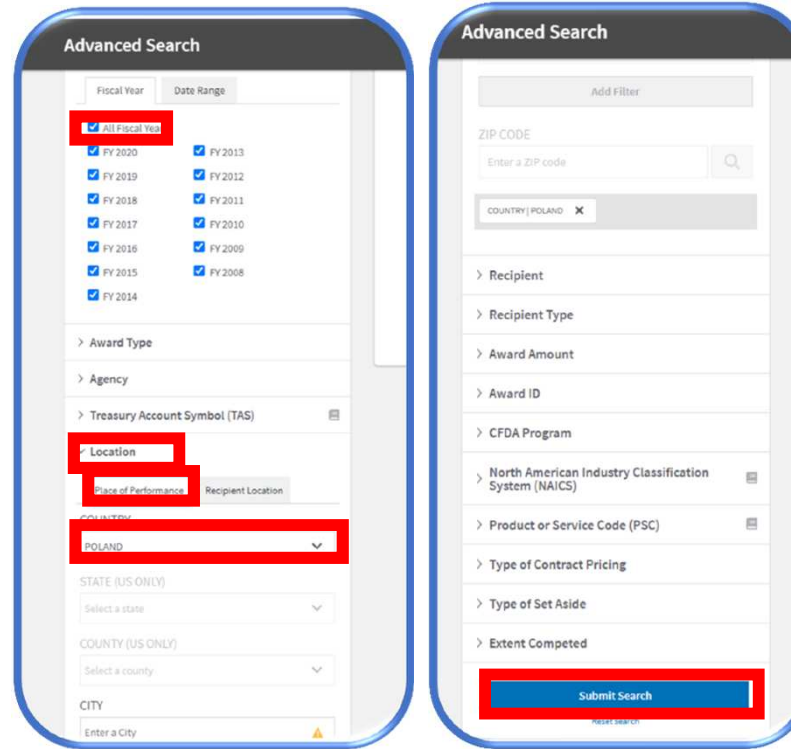 Advanced Search
Fiscal Year Date Range
All Fiscal Yea
FY 2020 FY 2013
FY 2019 FY 2012
FY 2018 FY 2011
FY 2017 FY 2010
FY 2016 FY 2009
FY 2015 FY 2008
FY 2014
> Award Type
> Agency
> Treasury Account Symbol (TAS)
Location
Place of Performance Recipient Location
COUNTRY
POLAND
STATE (US ONLY)
Select a state
COUNTY (US ONLY)
Select a county
CITY
Enter a City
Advanced Search
Add Filter
ZIP CODE
Enter a ZIP code
COUNTRY | POLAND X
> Recipient
> Recipient Type
> Award Amount
> Award ID
> CFDA Program
> North American Industry Classification
System (NAICS)
> Product or Service Code (PSC)
> Type of Contract Pricing
> Type of Set Aside
> Extent Competed
Submit Search
Reset Search